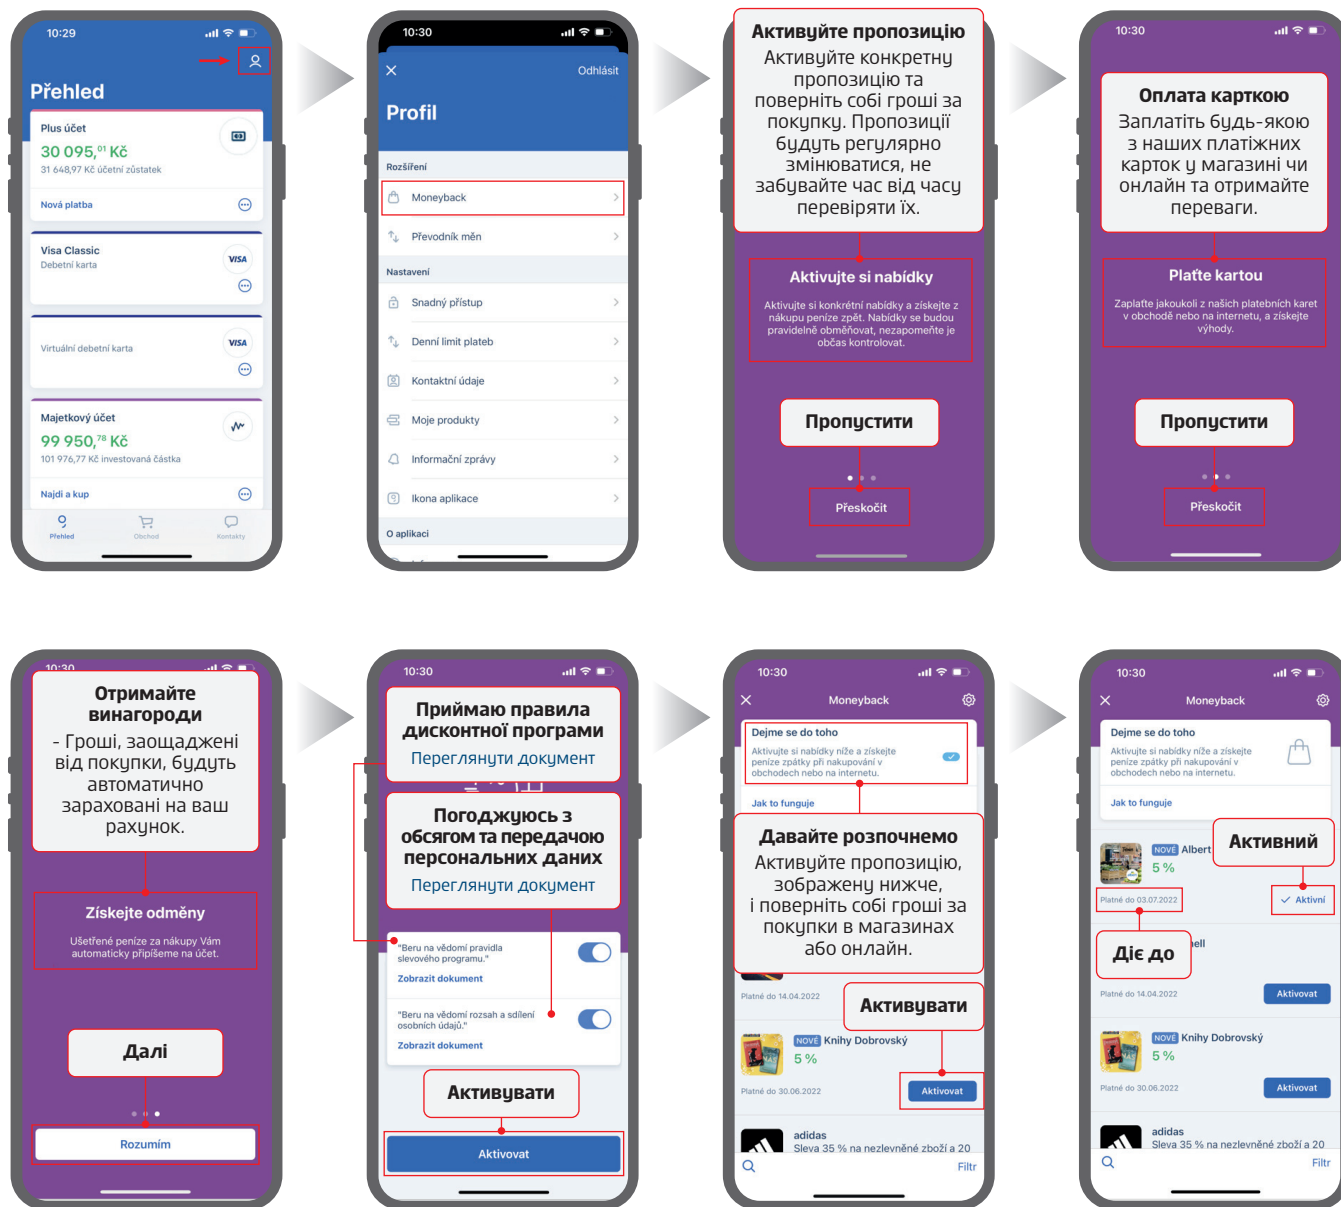 10:29
Přehled
Plus účet
30 095,01 Kč
31 648,97 Kč účetní zůstatek
Nová platba
Visa Classic
Debetní karta
VISA
Virtuální debetní karta
VISA
Majetkový účet
99 950,78 Kč
101 976,77 Kč investovaná částka
Najdi a kup
Přehled
Obchod
Kontakty
10:30
Odhlásit
Profil
Rozšíření
Moneyback
Převodník měn
Nastavení
Snadný přístup
Denní limit plateb
Kontaktní údaje
Moje produkty
Informační zprávy
Ikona aplikace
O aplikaci
Активуйте пропозицію
Активуйте конкретну
пропозицію та
поверніть собі гроші за
покупку. Пропозиції
будуть регулярно
змінюватися, не
забувайте час від часу
перевіряти їх.
Aktivujte si nabídky
Aktivujte si konkrétní nabídky a získejte z
nákupu peníze zpět. Nabídky se budou
pravidelně obměňovat, nezapomeňte je
občas kontrolovat.
Пропустити
Přeskočit
10:30
Оплата карткою
Заплатіть будь-якою
з наших платіжних
карток у магазині чи
онлайн та отримайте
переваги.
Plaťte kartou
Zaplaťte jakoukoli z našich platebních karet
v obchodě nebo na internetu, a získejte
výhody.
Пропустити
Přeskočit
10:30
Отримайте
винагороди
- Гроші, заощаджені
від покупки, будуть
автоматично
зараховані на ваш
рахунок.
Získejte odměny
Ušetřené peníze za nákupy Vám
automaticky připíšeme na účet.
Далі
Rozumím
10:30
Приймаю правила
дисконтної програми
Переглянути документ
Погоджуюсь з
обсягом та передачою
персональних даних
Переглянути документ
"Beru na vědomí pravidla
slevového programu."
Zobrazit dokument
"Beru na vědomí rozsah a sdílení
osobních údajů."
Zobrazit dokument
Активувати
Aktivovat
10:30
Moneyback
Dejme se do toho
Aktivujte si nabídky níže a získejte
peníze zpátky při nakupování v
obchodech nebo na internetu.
Jak to funguje
Давайте розпочнемо
Активуйте пропозицію,
зображену нижче,
і поверніть собі гроші за
покупки в магазинах
або онлайн.
Platné do 14.04.2022
Активувати
NOVÉ Knihy Dobrovský
5 %
Platné do 30.06.2022
Aktivovat
adidas
Sleva 35 % na nezlevněné zboží a 20
Filtr
10:30
Moneyback
Dejme se do toho
Aktivujte si nabídky níže a získejte
peníze zpátky při nakupování v
obchodech nebo na internetu.
Jak to funguje
Активний
NOVÉ Albert
5 %
Platné do 03.07.2022
Aktivní
Діє до
ell
Platné do 14.04.2022
Aktivovat
NOVÉ Knihy Dobrovský
5 %
Platné do 30.06.2022
Aktivovat
adidas
Sleva 35 % na nezlevněné zboží a 20
Filtr